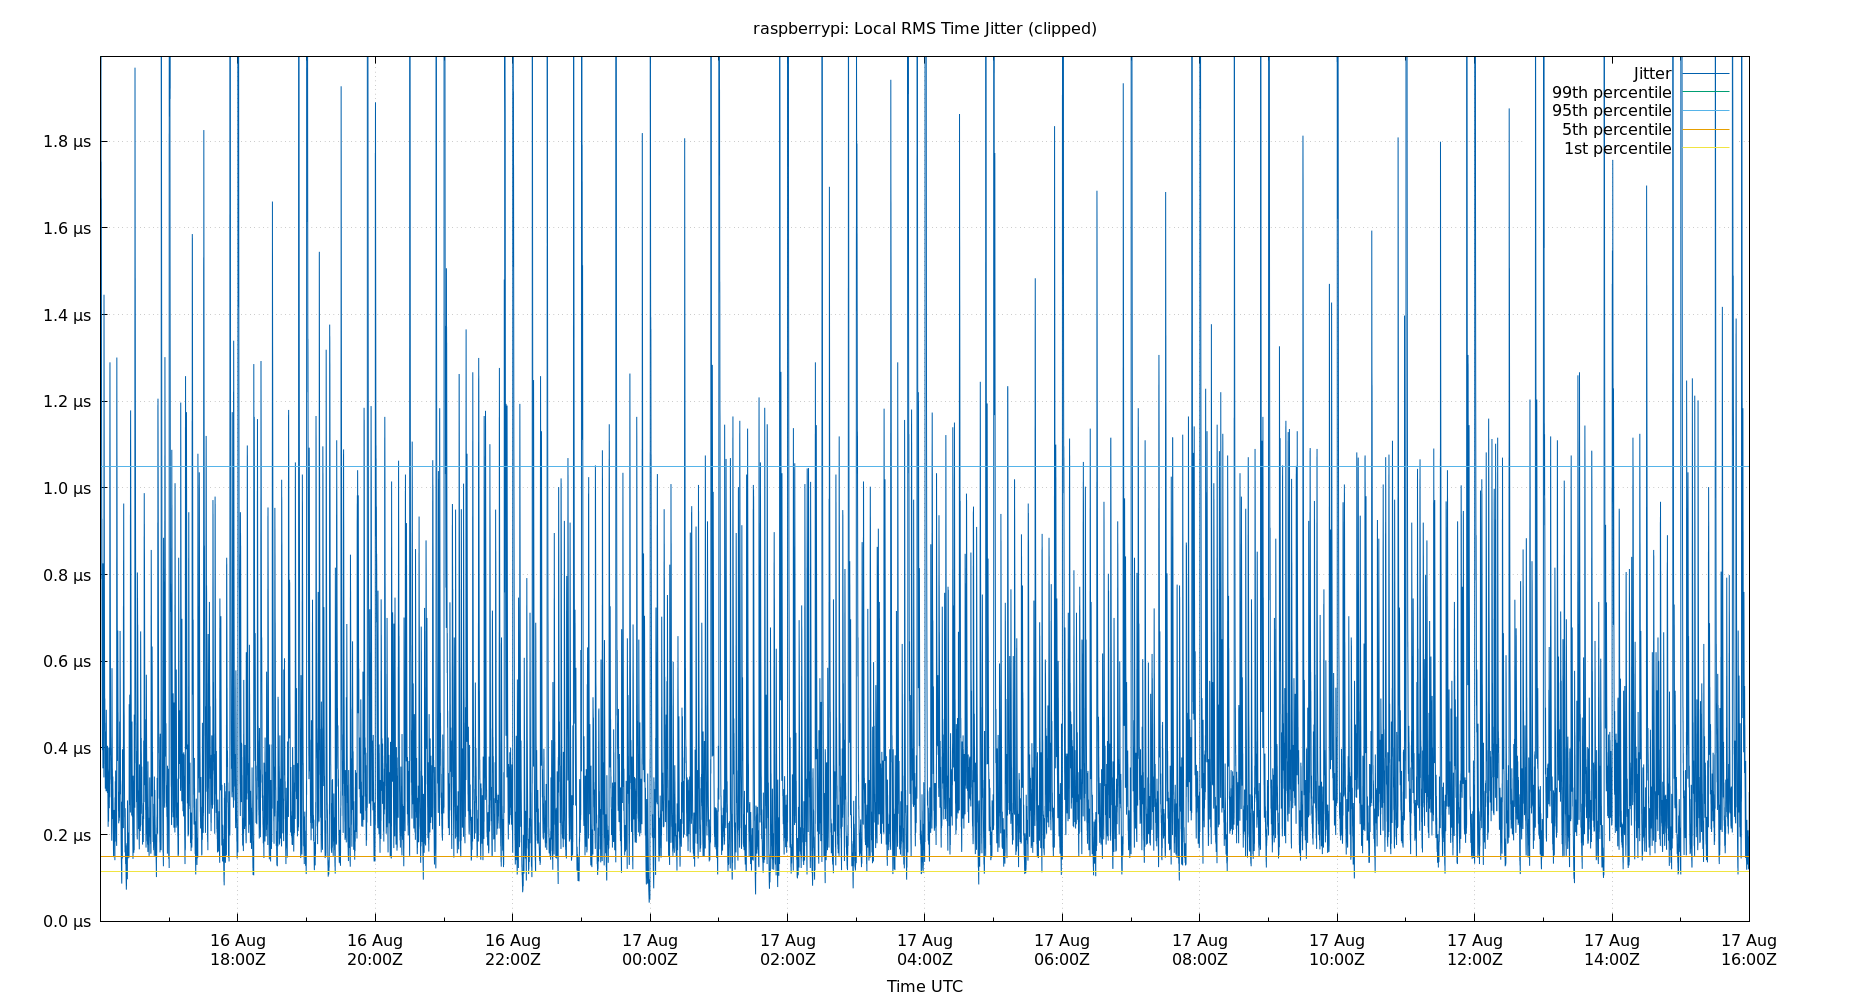 raspberrypi: Local RMS Time Jitter (clipped)
Jitter
99th percentile
95th percentile
5th percentile
1st percentile
1.8 µs
1.6 µs
1.4 µs
1.2 µs
1.0 µs
0.8 µs
0.6 µs
0.4 µs
0.2 µs
0.0 µs
16 Aug 16 Aug 16 Aug 17 Aug 17 Aug 17 Aug 17 Aug 17 Aug 17 Aug 17 Aug 17 Aug 17 Aug
18:00Z 20:00Z 22:00Z 00:00Z 02:00Z 04:00Z 06:00Z 08:00Z 10:00Z 12:00Z 14:00Z 16:00Z
Time UTC